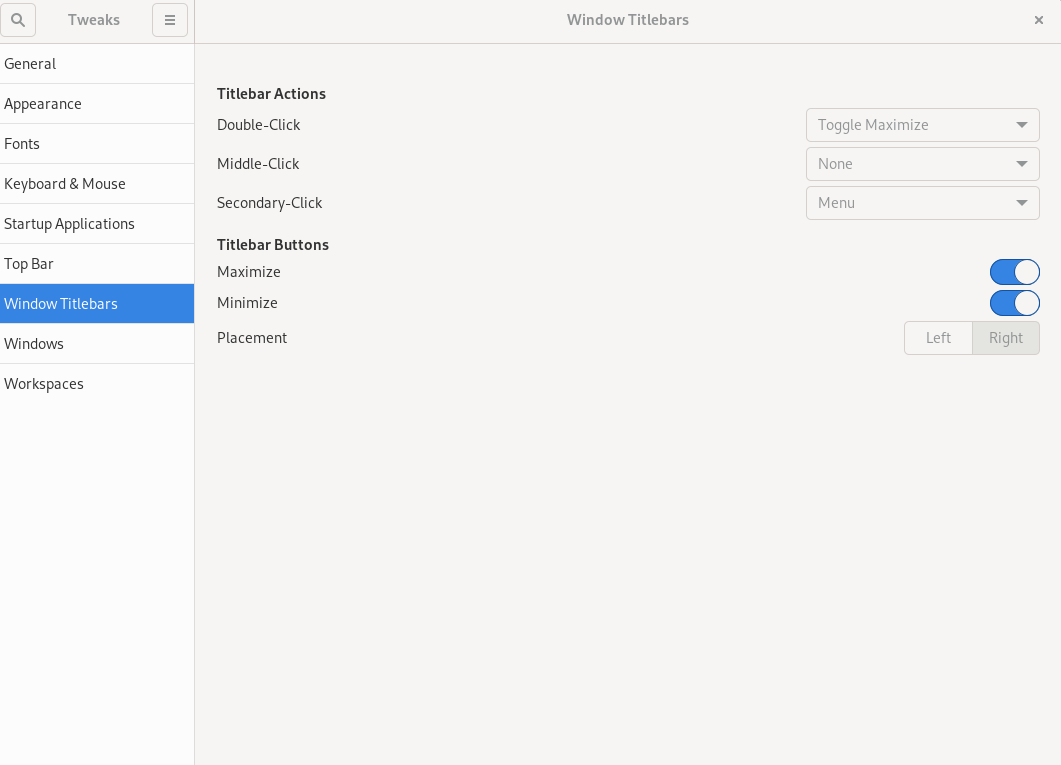 Tweaks
Window Titlebars
General
Appearance
Fonts
Keyboard & Mouse
Startup Applications
Top Bar
Window Titlebars
Windows
Workspaces
Titlebar Actions
Double-Click Toggle Maximize
Middle-Click None
Secondary-Click Menu
Titlebar Buttons
Maximize
Minimize
Placement Left Right